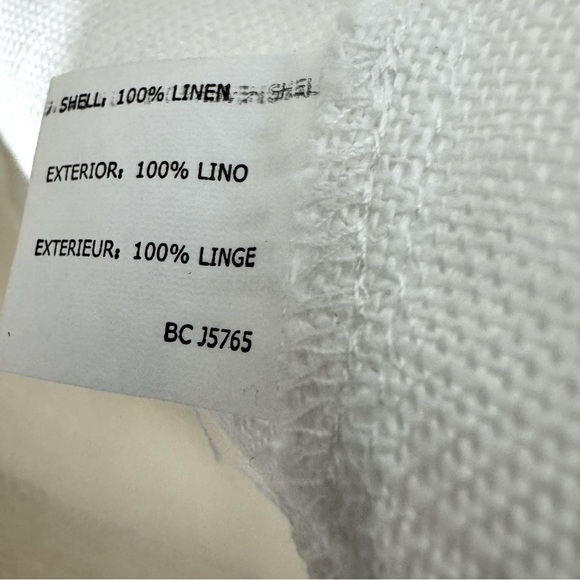 SHELL: 100% LINEN
EXTERIOR: 100% LINO
EXTERIEUR: 100% LINGE
BC J5765